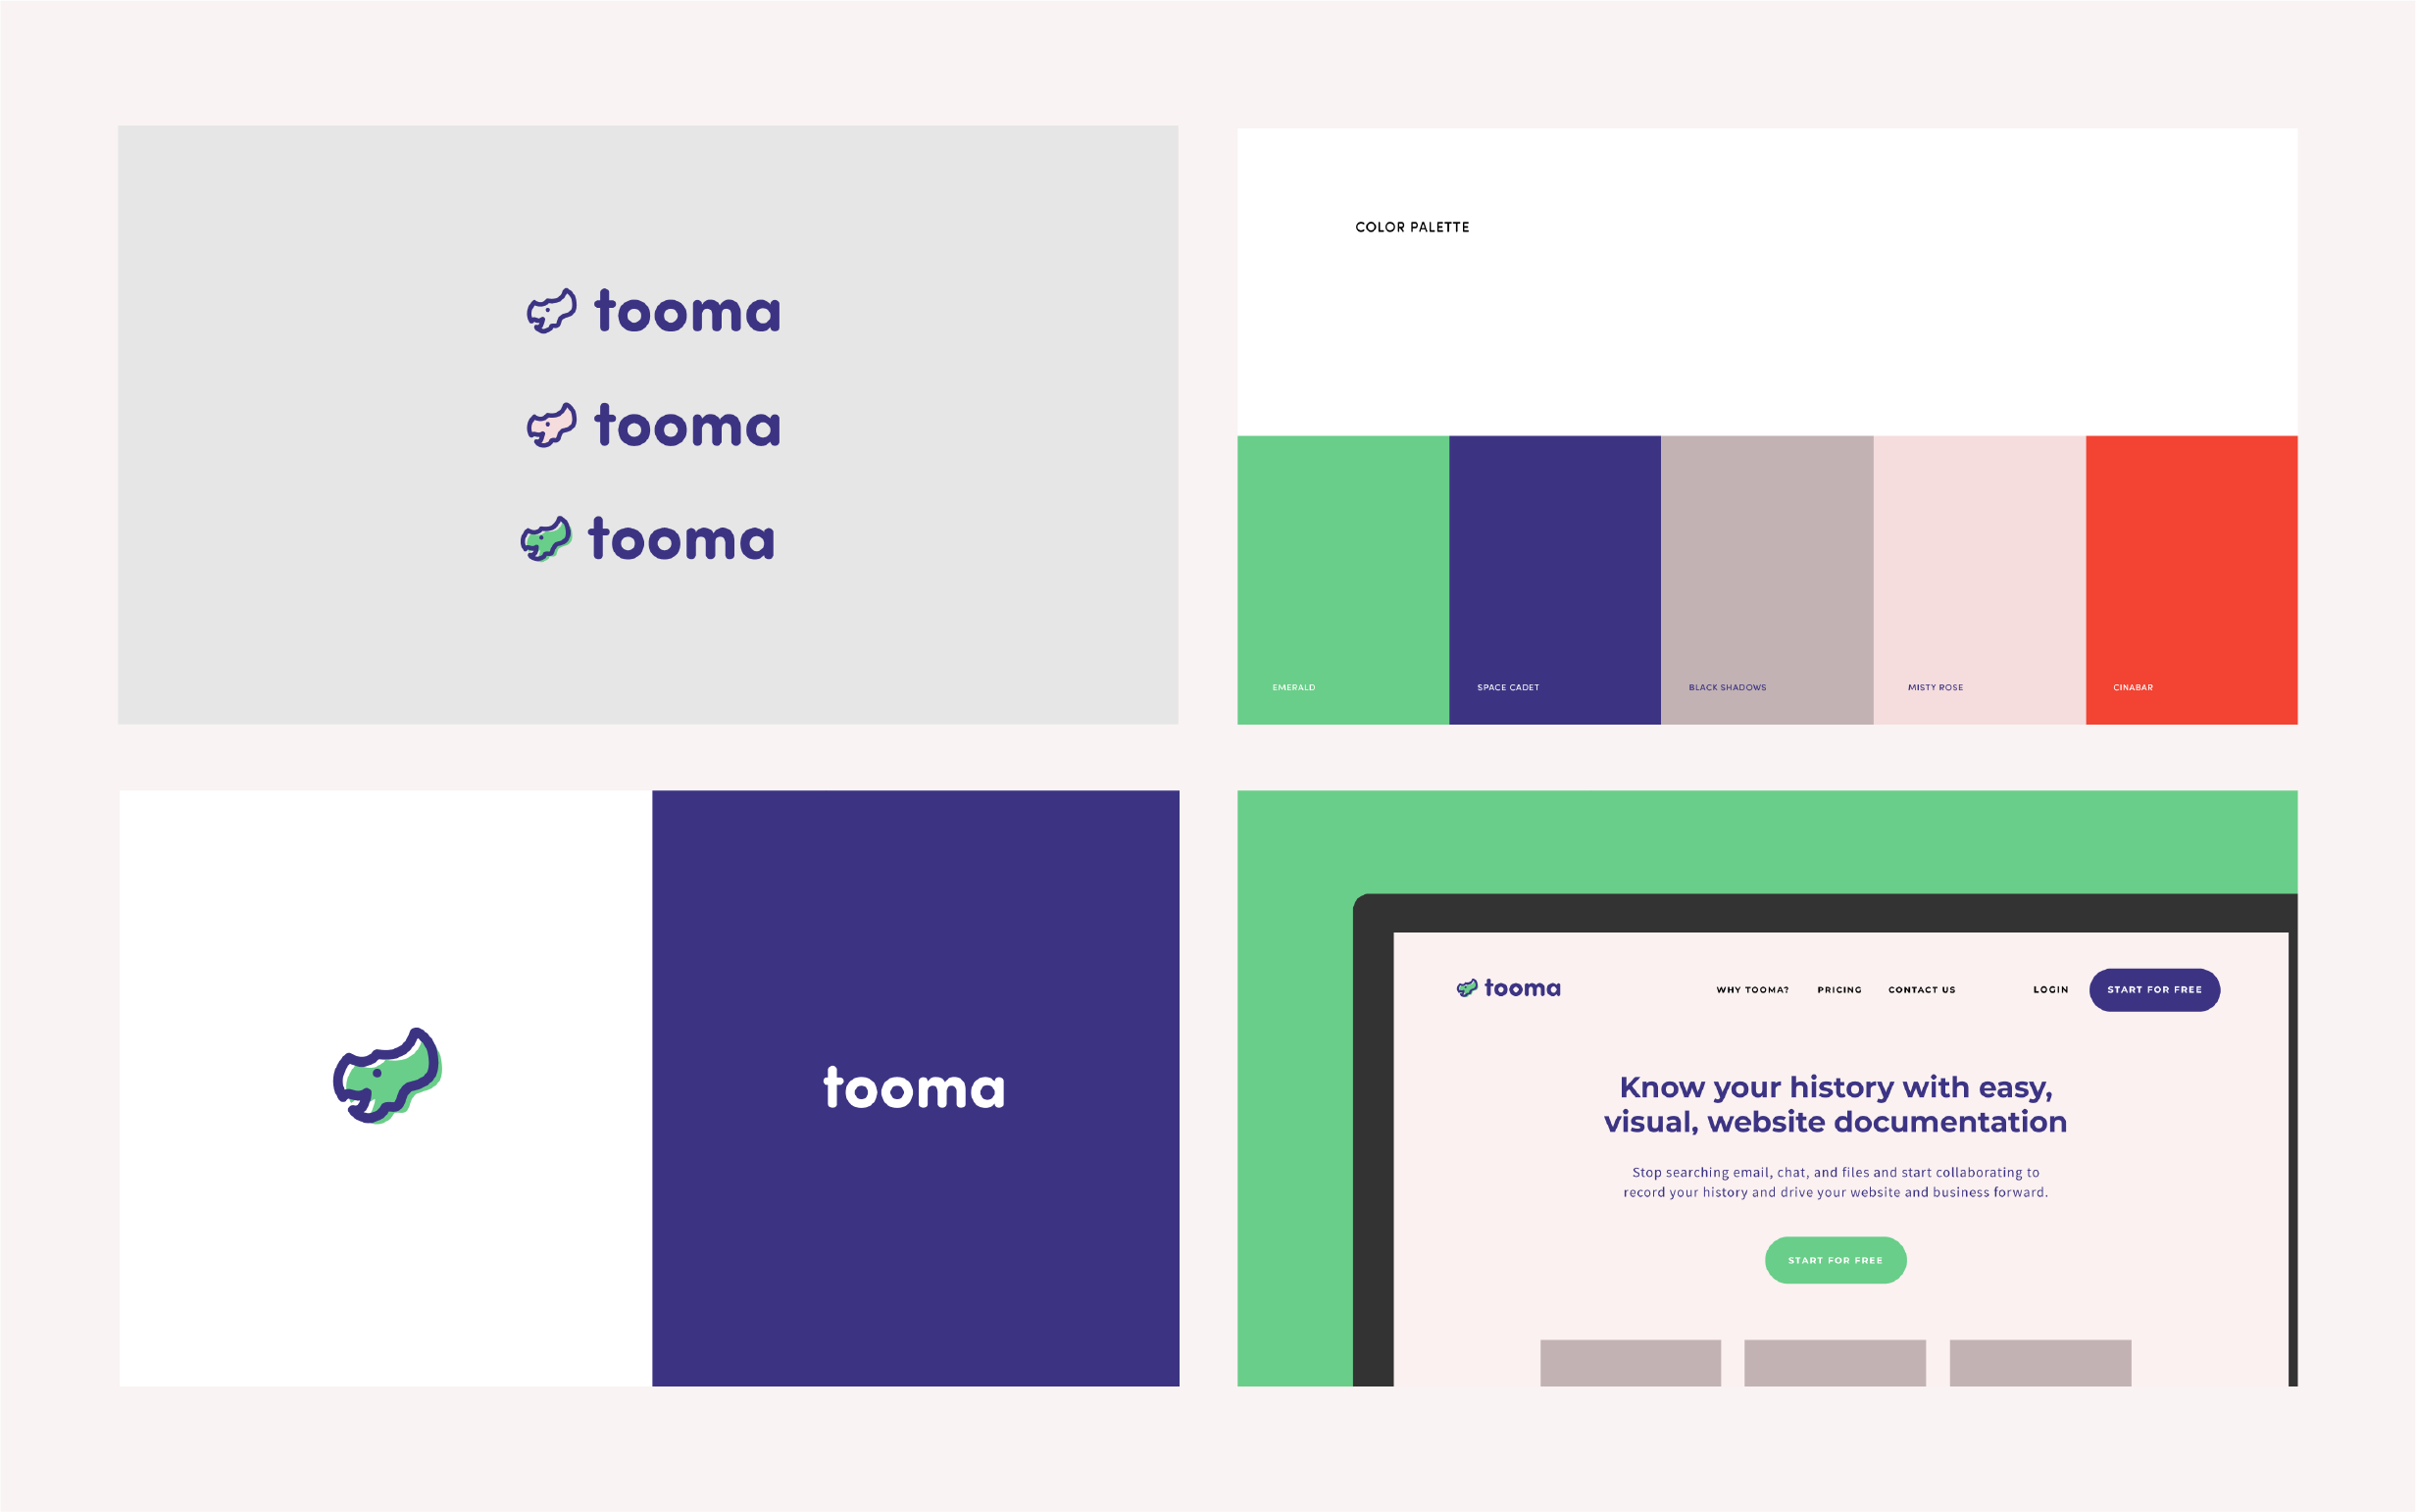 tooma
tooma
tooma
COLOR PALETTE
EMERALD
SPACE CADET
BLACK SHADOWS
MISTY ROSE
CINABAR
tooma
tooma
WHY TOOMA?
PRICING
CONTACT US
LOGIN
START FOR FREE
Know your history with easy,
visual, website documentation
Stop searching email, chat, and files and start collaborating to
record your history and drive your website and business forward.
START FOR FREE